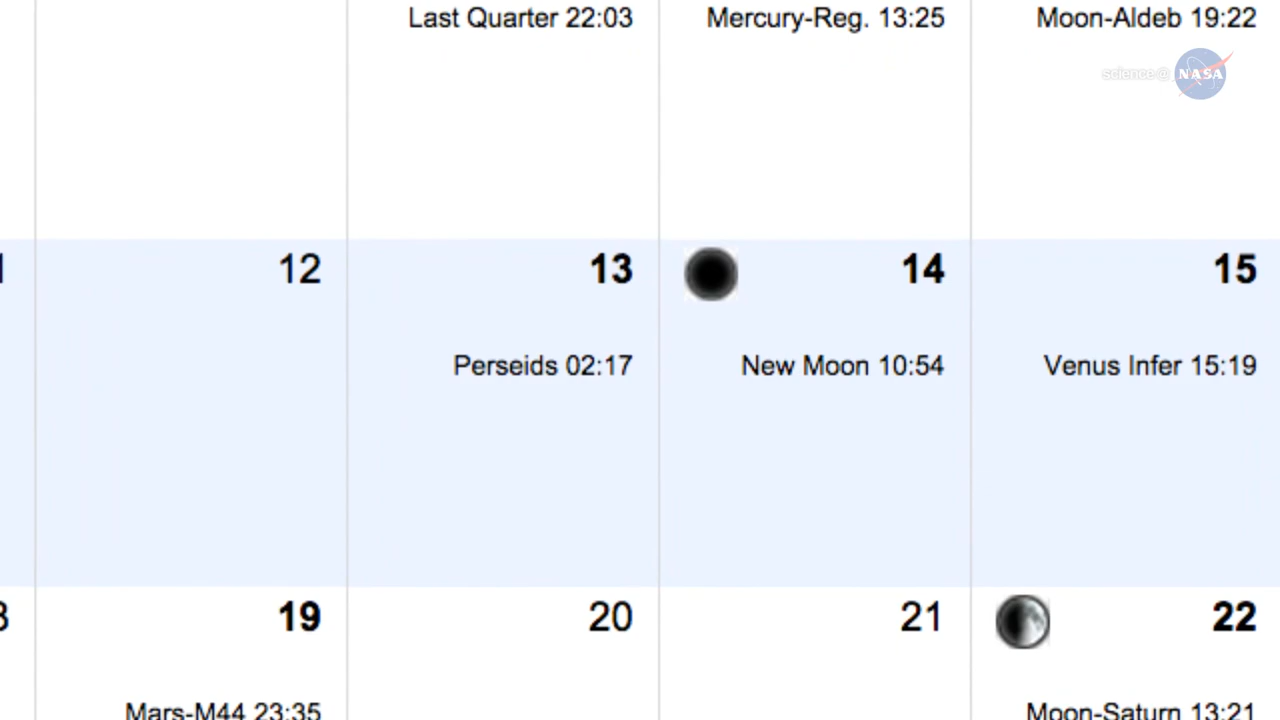 Last Quarter 22:03
Mercury-Reg. 13:25
Moon-Aldeb 19:22
science@
NASA
12
13
14
15
Perseids 02:17
New Moon 10:54
Venus Infer 15:19
19
20
21
22
Mars-M44 23:35
Moon-Saturn 13:21